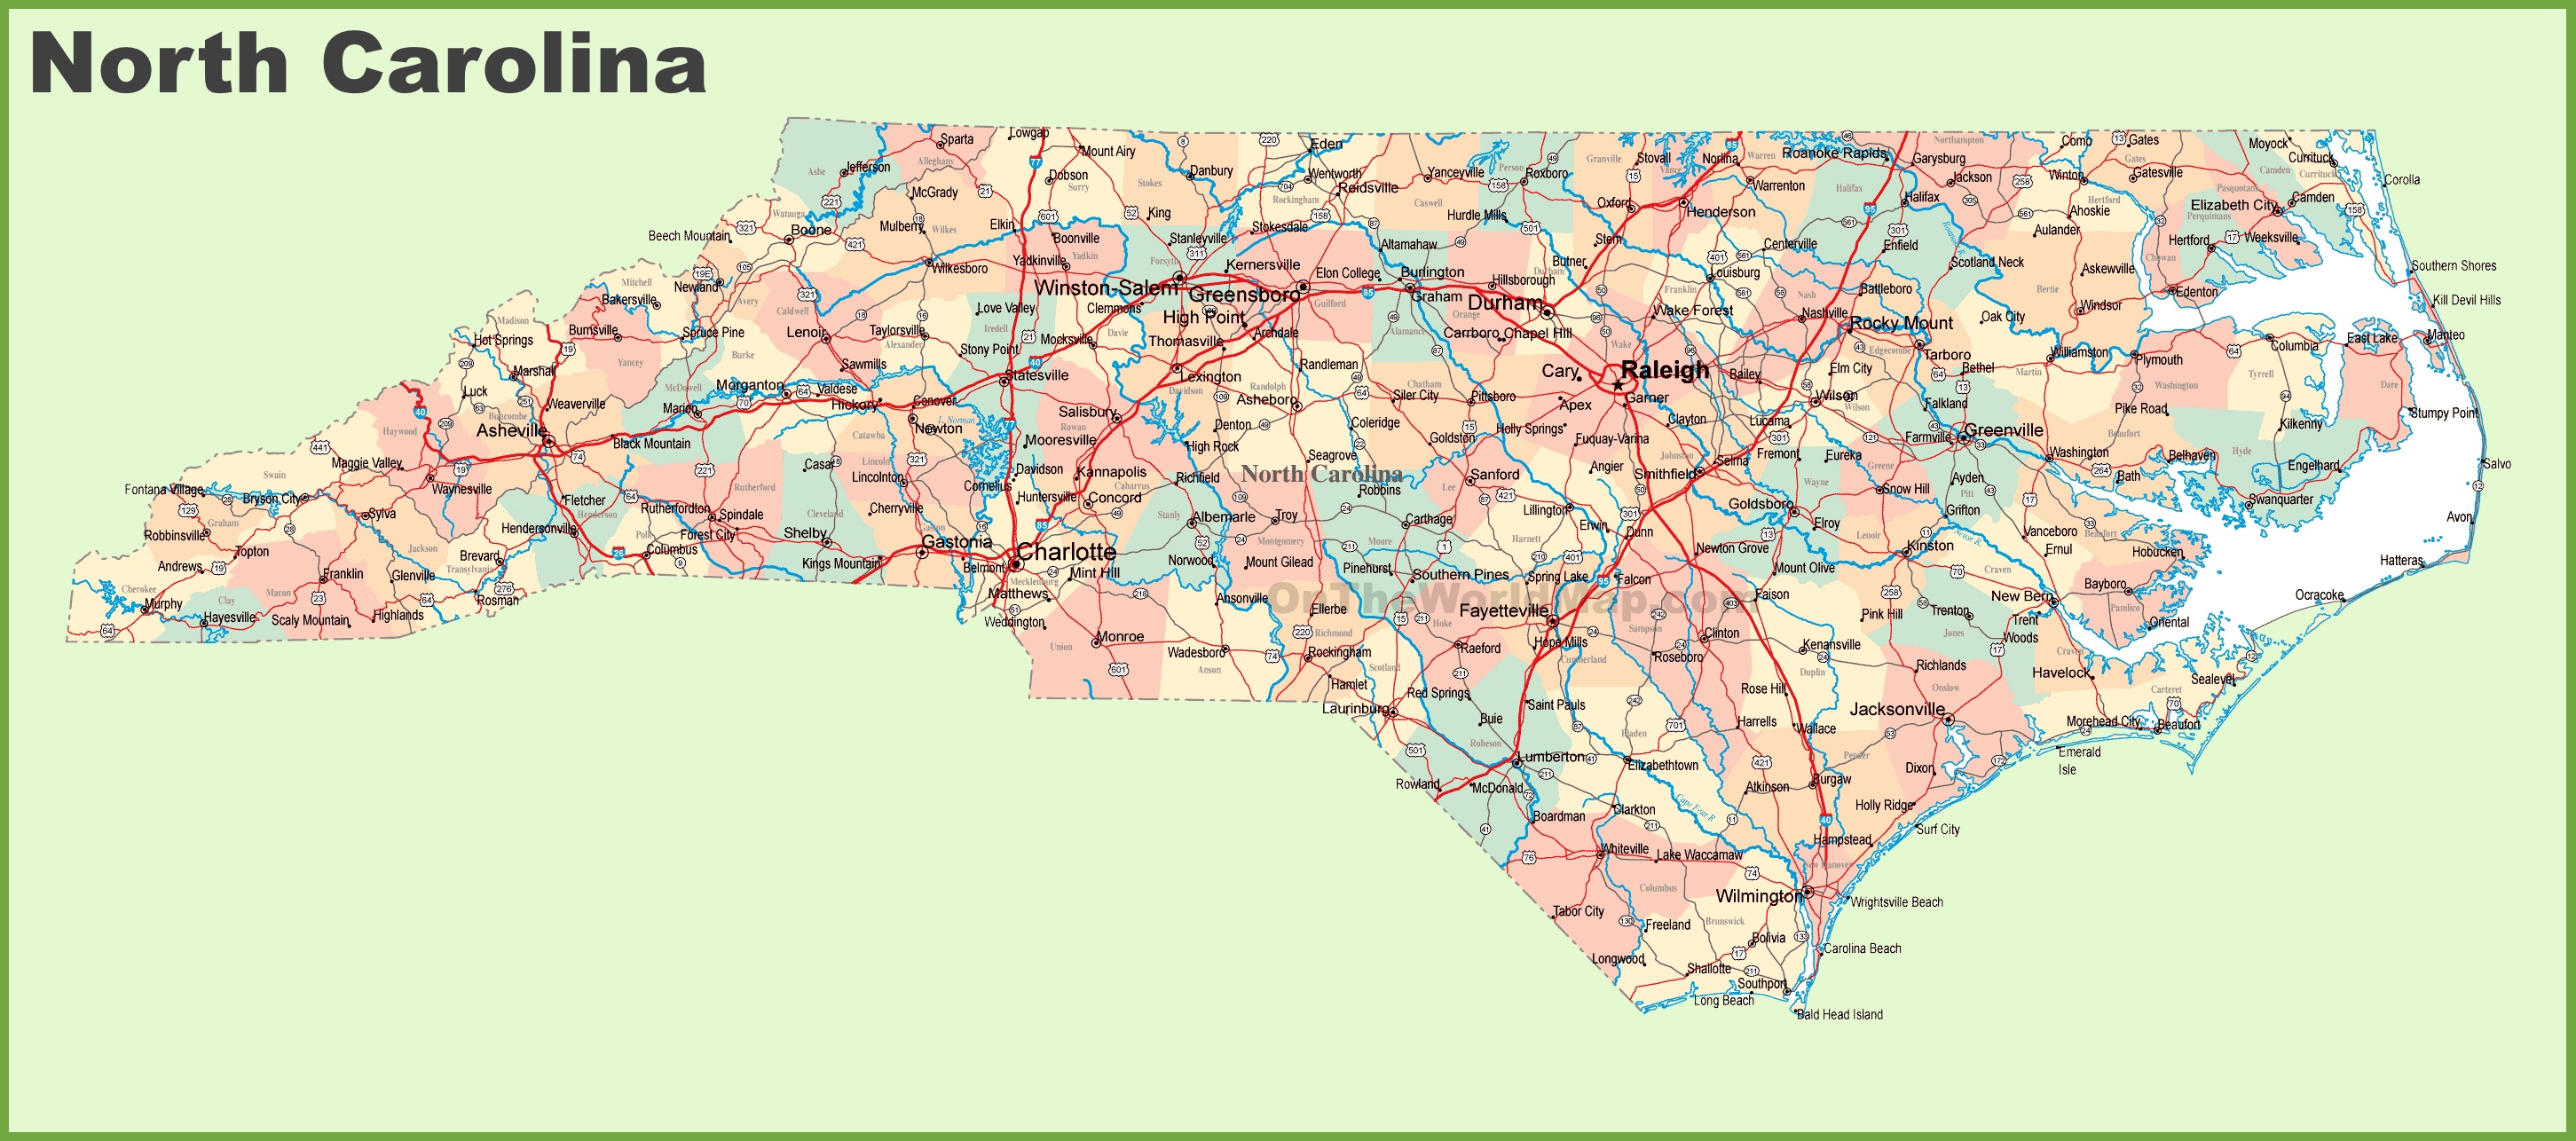 North Carolina
Sparta
Lowgap
Mount Airy
Danbury
Eden
Wentworth
Reidsville
Yanceyville
Roxboro
Stovall
Norlina
Roanoke Rapids
Garysburg
Como
Gates
Moyock
Currituck
Ashe
Jefferson
Alleghany
McGrady
Dobson
Surry
Stokes
Rockingham
Caswell
Person
Granville
Vance
Warren
Warrenton
Northampton
Jackson
Winton
Gatesville
Gates
Pasquotank
Camden
Currituck
Corolla
Watauga
Boone
Beech Mountain
Mulberry
Wilkes
Elkin
King
Boonville
Stanleyville
Stokesdale
Hurdle Mills
Oxford
Henderson
Halifax
Halifax
Hertford
Ahoskie
Perquimans
Elizabeth City
Camden
Aulander
Hertford
Weeksville
Wilkesboro
Yadkinville
Yadkin
Forsyth
Kernersville
Elon College
Altamahaw
Burlington
Hillsborough
Durham
Butner
Stem
Centerville
Louisburg
Enfield
Scotland Neck
Roanoke R.
Askewville
Chowan
Southern Shores
Mitchell
Bakersville
Newland
Avery
Caldwell
Love Valley
Winston-Salem
Clemmons
Greensboro
Guilford
Graham
Durham
Franklin
Nash
Battleboro
Bertie
Windsor
Edenton
Kill Devil Hills
Madison
Hot Springs
Burnsville
Spruce Pine
Lenoir
Taylorsville
Alexander
Iredell
Mocksville
Davie
High Point
Archdale
Thomasville
Alamance
Orange
Carrboro
Chapel Hill
Wake
Wake Forest
Nashville
Rocky Mount
Edgecombe
Oak City
Manteo
Yancey
Burke
Stony Point
Sawmills
Lexington
Randleman
Tarboro
Bethel
Williamston
Martin
Plymouth
Columbia
East Lake
Marshall
Luck
McDowell
Morganton
Valdese
Hickory
Conover
Statesville
Davidson
Randolph
Asheboro
Chatham
Siler City
Pittsboro
Cary
Raleigh
Apex
Garner
Bailey
Elm City
Wilson
Wilson
Falkland
Washington
Tyrrell
Dare
Pike Road
Stumpy Point
Haywood
Buncombe
Weaverville
Asheville
Marion
Black Mountain
Newton
L. Norman
Salisbury
Rowan
Denton
Coleridge
Goldston
Holly Springs
Fuquay-Varina
Clayton
Lucama
Farmville
Greenville
Beaufort
Kilkenny
Hyde
Catawba
Mooresville
High Rock
Seagrove
North Carolina
Johnston
Selma
Fremont
Eureka
Greene
Washington
Belhaven
Engelhard
Salvo
Maggie Valley
Swain
Fontana Village
Bryson City
Waynesville
Casar
Lincoln
Lincolnton
Davidson
Cornelius
Kannapolis
Cabarrus
Richfield
Robbins
Lee
Sanford
Angier
Smithfield
Wayne
Snow Hill
Ayden
Pitt
Bath
Swanquarter
Graham
Robbinsville
Sylva
Fletcher
Henderson
Hendersonville
Rutherford
Rutherfordton
Spindale
Forest City
Cleveland
Cherryville
Huntersville
Concord
Stanly
Albemarle
Troy
Carthage
Lillington
Erwin
Dunn
Goldsboro
Elroy
Grifton
Avon
Topton
Jackson
Brevard
Transylvania
Polk
Columbus
Shelby
Gaston
Gastonia
Kings Mountain
Belmont
Charlotte
Mecklenburg
Mint Hill
Norwood
Montgomery
Mount Gilead
Moore
Pinehurst
Southern Pines
Harnett
Spring Lake
Falcon
Newton Grove
Mount Olive
Lenoir
Kinston
Neuse R.
Craven
Vanceboro
Beaufort
Ernul
Hobucken
Hatteras
Cherokee
Andrews
Franklin
Glenville
Macon
Clay
Murphy
Hayesville
Scaly Mountain
Highlands
Rosman
Matthews
Weddington
Ansonville
Ellerbe
OnTheWorldMap.com
Fayetteville
Hoke
Faison
Pink Hill
Trenton
New Bern
Bayboro
Pamlico
Oriental
Ocracoke
Union
Monroe
Wadesboro
Anson
Richmond
Rockingham
Scotland
Raeford
Hope Mills
Cumberland
Sampson
Clinton
Roseboro
Kenansville
Duplin
Jones
Trent
Woods
Craven
Havelock
Hamlet
Laurinburg
Red Springs
Buie
Saint Pauls
Rose Hill
Harrells
Wallace
Richlands
Onslow
Jacksonville
Carteret
Sealevel
Morehead City
Beaufort
Emerald
Isle
Robeson
Lumberton
Bladen
Elizabethtown
Pender
Dixon
Rowland
McDonald
Atkinson
Burgaw
Boardman
Clarkton
Cape Fear R
Holly Ridge
Surf City
Hampstead
Whiteville
Lake Waccamaw
New Hanover
Columbus
Wilmington
Wrightsville Beach
Tabor City
Freeland
Brunswick
Bolivia
Carolina Beach
Longwood
Shallotte
Southport
Long Beach
Bald Head Island